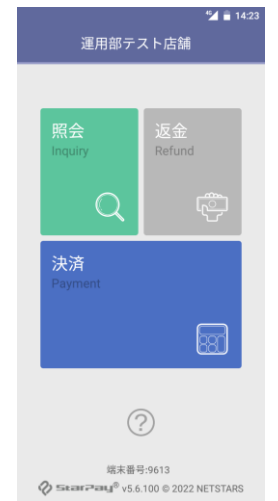 4G 14:23
運用部テスト店舗
照会
Inquiry
返金
Refund
決済
Payment
?
端末番号:9613
StarPay® v5.6.100 © 2022 NETSTARS